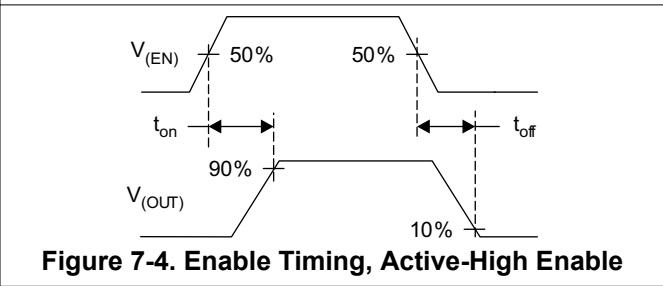 V(EN) 50% 50%
ton toff
90%
V(OUT)
10%
Figure 7-4. Enable Timing, Active-High Enable